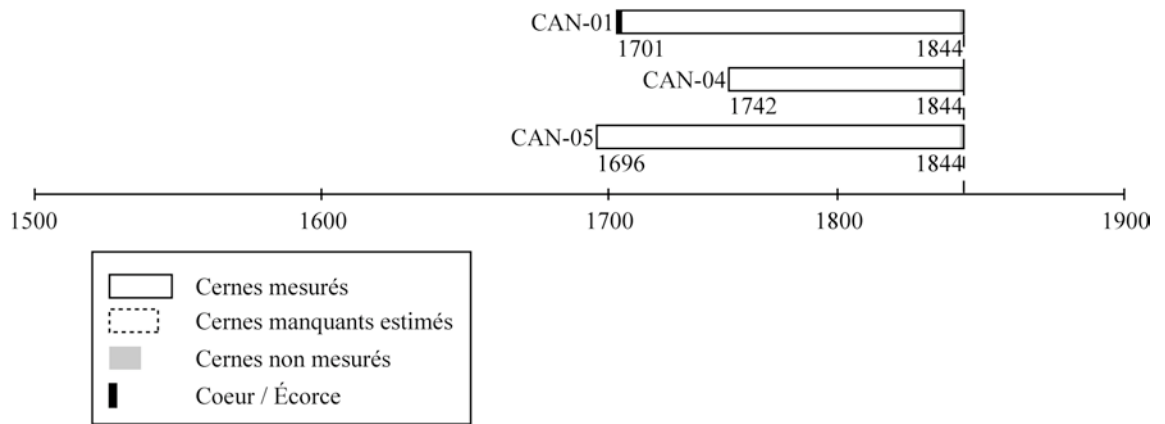 CAN-01
1701 1844
CAN-04
1742 1844
CAN-05
1696 1844
1500 1600 1700 1800 1900
Cernes mesurés
Cernes manquants estimés
Cernes non mesurés
Coeur / Écorce